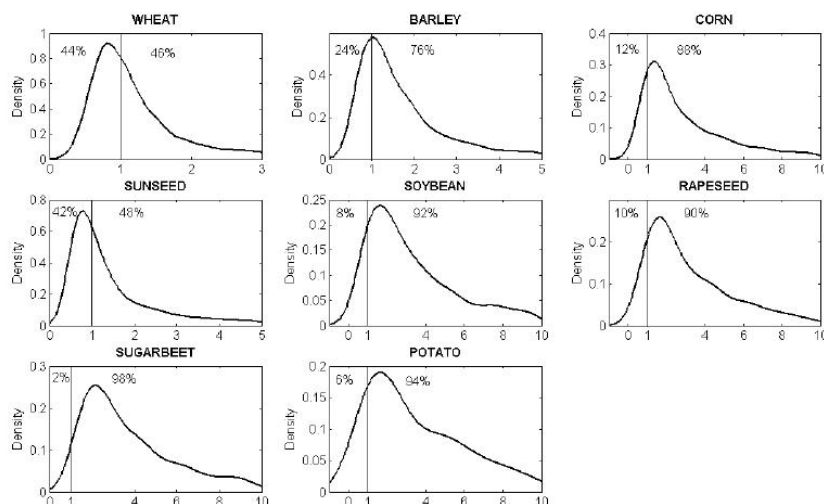 WHEAT
1
0.8
0.6
0.4
0.2
0
Density
44% 46%
0 1 2 3
BARLEY
0.4
0.2
0
Density
24% 76%
0 1 2 3 4 5
CORN
0.4
0.3
0.2
0.1
0
Density
12% 88%
0 1 4 6 8 10
SUNSEED
0.8
0.6
0.4
0.2
0
Density
42% 48%
0 1 2 3 4 5
SOYBEAN
0.25
0.2
0.15
0.1
0.05
0
Density
8% 92%
0 1 4 6 8 10
RAPESEED
0.2
0.1
0
Density
10% 90%
0 1 4 6 8 10
SUGARBEET
0.3
0.2
0.1
0
Density
2% 98%
0 1 4 6 8 10
POTATO
0.2
0.15
0.1
0.05
0
Density
6% 94%
0 1 4 6 8 10